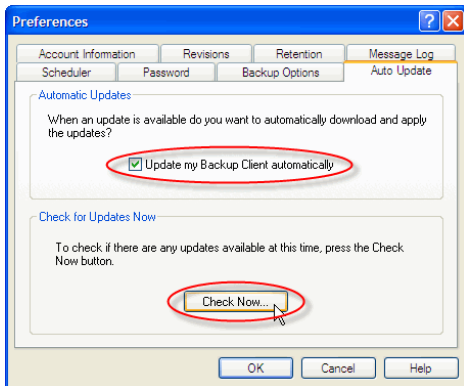 Preferences
Account Information Revisions Retention Message Log
Scheduler Password Backup Options Auto Update
Automatic Updates
When an update is available do you want to automatically download and apply
the updates?
Update my Backup Client automatically
Check for Updates Now
To check if there are any updates available at this time, press the Check
Now button.
Check Now...
OK Cancel Help